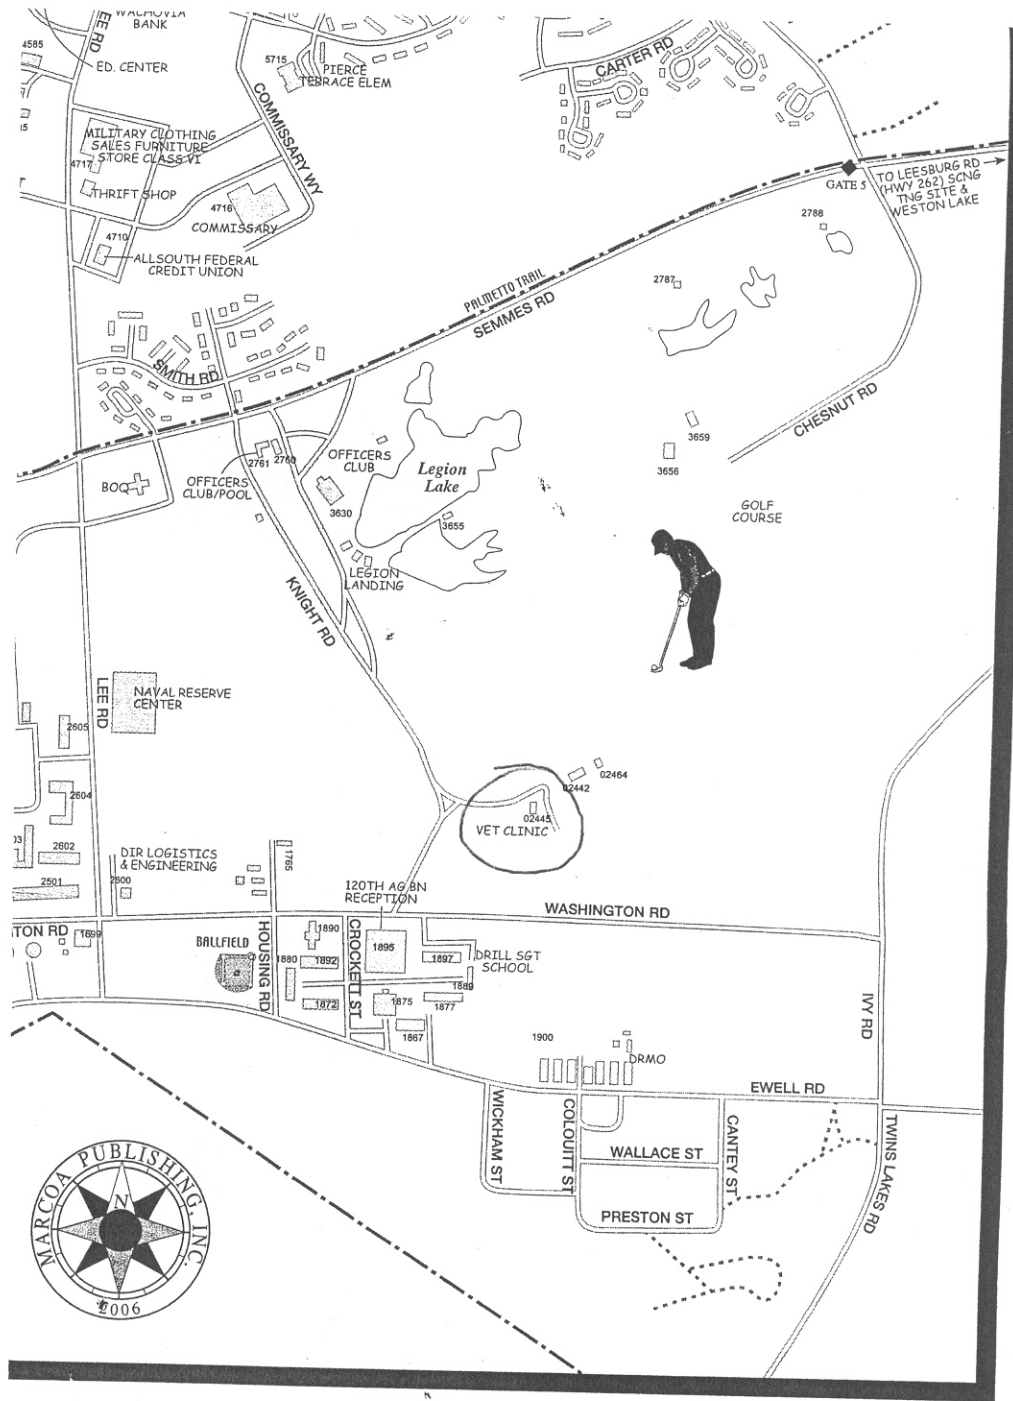 WACHOVIA
BANK
LEE RD
4585
ED. CENTER
5715
PIERCE
TERRACE ELEM
CARTER RD
COMMISSARY WY
MILITARY CLOTHING
SALES FURNITURE
STORE CLASS VI
4717
THRIFT SHOP
4716
COMMISSARY
4710
ALLSOUTH FEDERAL
CREDIT UNION
GATE 5
TO LEESBURG RD
(HWY 262) SCNG
TNG SITE &
WESTON LAKE
2788
2787
PALMETTO TRAIL
SEMMES RD
SMITH RD
CHESNUT RD
3659
3656
BOQ
OFFICERS
CLUB/POOL
2761
2760
OFFICERS
CLUB
3630
Legion
Lake
3655
LEGION
LANDING
GOLF
COURSE
KNIGHT RD
LEE RD
NAVAL RESERVE
CENTER
2605
2604
03
2602
2501
02464
02442
02445
VET CLINIC
DIR LOGISTICS
& ENGINEERING
2600
1765
120TH AG BN
RECEPTION
WASHINGTON RD
TON RD
1699
BALLFIELD
HOUSING RD
1890
1880
1892
1872
CROCKETT ST
1895
1897
DRILL SGT
SCHOOL
1889
1875
1877
1867
IVY RD
1900
DRMO
EWELL RD
WICKHAM ST
COLOUITT ST
WALLACE ST
CANTEY ST
PRESTON ST
TWINS LAKES RD
MARCOA PUBLISHING, INC.
N
2006